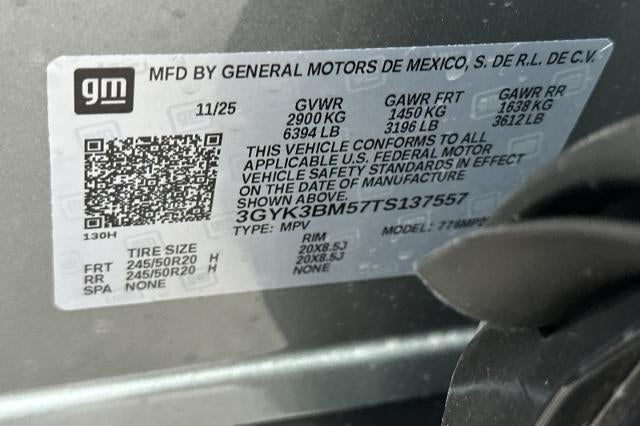 gm
MFD BY GENERAL MOTORS DE MEXICO, S. DE R.L. DE C.V.
11/25 GVWR GAWR FRT GAWR RR
2900 KG 1450 KG 1638 KG
6394 LB 3196 LB 3612 LB
THIS VEHICLE CONFORMS TO ALL
APPLICABLE U.S. FEDERAL MOTOR
VEHICLE SAFETY STANDARDS IN EFFECT
ON THE DATE OF MANUFACTURE
SHOWN ABOVE.
3GYK3BM57TS137557
130H
TYPE: MPV MODEL:
TIRE SIZE RIM
FRT 245/50R20 H 20X8.5J
RR 245/50R20 H 20X8.5J
SPA NONE NONE